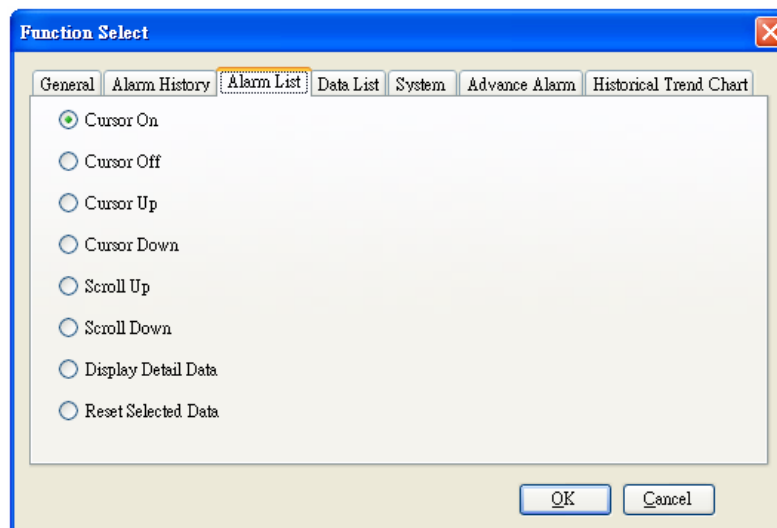 Function Select
General Alarm History Alarm List Data List System Advance Alarm Historical Trend Chart
Cursor On
Cursor Off
Cursor Up
Cursor Down
Scroll Up
Scroll Down
Display Detail Data
Reset Selected Data
OK Cancel